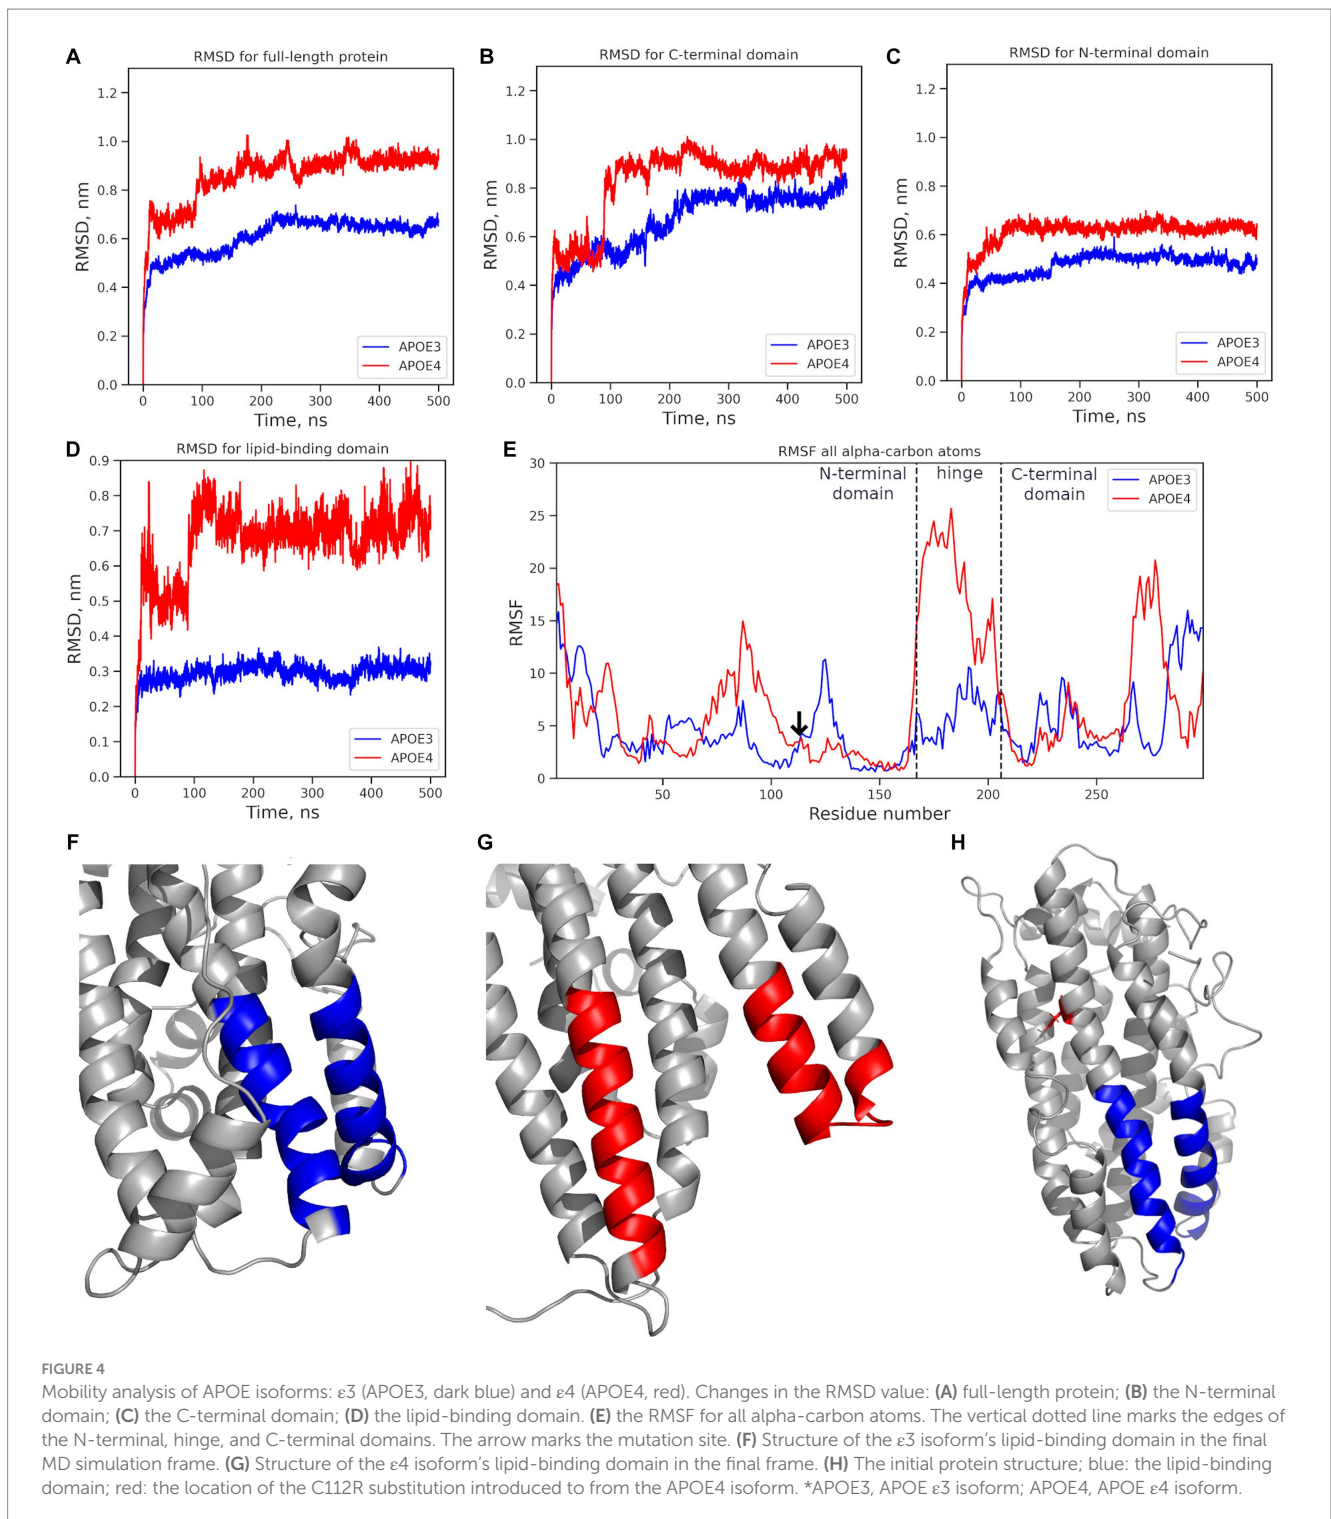 A
RMSD for full-length protein
RMSD, nm
1.2
1.0
0.8
0.6
0.4
0.2
0.0
0 100 200 300 400 500
Time, ns
APOE3
APOE4
B
RMSD for C-terminal domain
RMSD, nm
1.2
1.0
0.8
0.6
0.4
0.2
0.0
0 100 200 300 400 500
Time, ns
APOE3
APOE4
C
RMSD for N-terminal domain
RMSD, nm
1.2
1.0
0.8
0.6
0.4
0.2
0.0
0 100 200 300 400 500
Time, ns
APOE3
APOE4
D
RMSD for lipid-binding domain
RMSD, nm
0.9
0.8
0.7
0.6
0.5
0.4
0.3
0.2
0.1
0.0
0 100 200 300 400 500
Time, ns
APOE3
APOE4
E
RMSF all alpha-carbon atoms
RMSF
30
25
20
15
10
5
0
N-terminal
domain
hinge
C-terminal
domain
APOE3
APOE4
50 100 150 200 250
Residue number
F
G
H
FIGURE 4
Mobility analysis of APOE isoforms: ε3 (APOE3, dark blue) and ε4 (APOE4, red). Changes in the RMSD value: (A) full-length protein; (B) the N-terminal
domain; (C) the C-terminal domain; (D) the lipid-binding domain. (E) the RMSF for all alpha-carbon atoms. The vertical dotted line marks the edges of
the N-terminal, hinge, and C-terminal domains. The arrow marks the mutation site. (F) Structure of the ε3 isoform's lipid-binding domain in the final
MD simulation frame. (G) Structure of the ε4 isoform's lipid-binding domain in the final frame. (H) The initial protein structure; blue: the lipid-binding
domain; red: the location of the C112R substitution introduced to from the APOE4 isoform. *APOE3, APOE ε3 isoform; APOE4, APOE ε4 isoform.